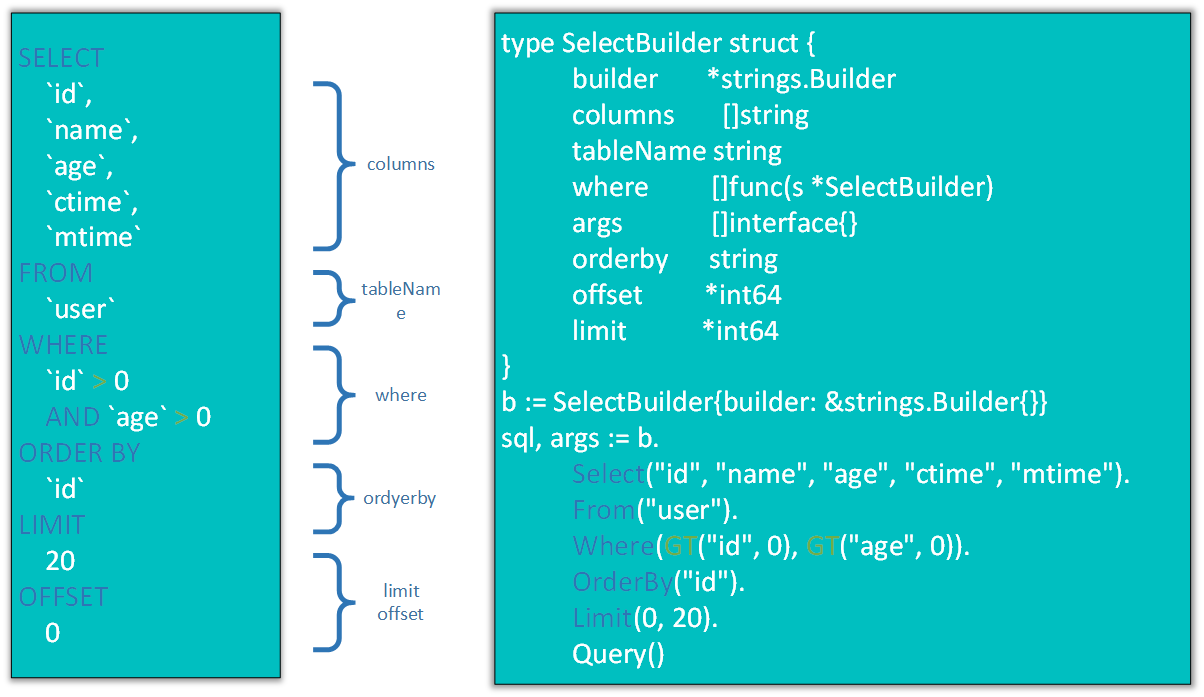 SELECT
`id`,
`name`,
`age`,
`ctime`,
`mtime`
FROM
`user`
WHERE
`id` > 0
AND `age` > 0
ORDER BY
`id`
LIMIT
20
OFFSET
0
columns
tableNam
e
where
ordyerby
limit
offset
type SelectBuilder struct {
builder *strings.Builder
columns []string
tableName string
where []func(s *SelectBuilder)
args []interface{}
orderby string
offset *int64
limit *int64
}
b := SelectBuilder{builder: &strings.Builder{}}
sql, args := b.
Select("id", "name", "age", "ctime", "mtime").
From("user").
Where(GT("id", 0), GT("age", 0)).
OrderBy("id").
Limit(0, 20).
Query()